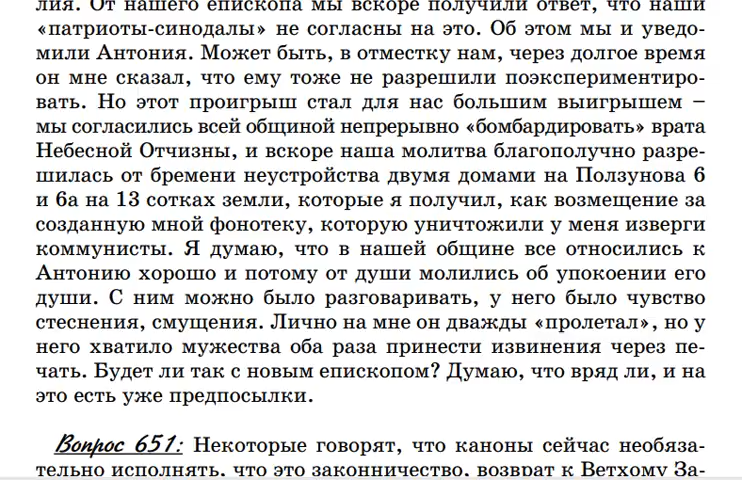 лия. От нашего епископа мы вскоре получили ответ, что наши
«патриоты-синодалы» не согласны на это. Об этом мы и уведо-
мили Антония. Может быть, в отместку нам, через долгое время
он мне сказал, что ему тоже не разрешили поэкспериментиро-
вать. Но этот проигрыш стал для нас большим выигрышем –
мы согласились всей общиной непрерывно «бомбардировать» врата
Небесной Отчизны, и вскоре наша молитва благополучно разре-
шилась от бремени неустройства двумя домами на Ползунова 6
и 6а на 13 сотках земли, которые я получил, как возмещение за
созданную мной фонотеку, которую уничтожили у меня изверги
коммунисты. Я думаю, что в нашей общине все относились к
Антонию хорошо и потому от души молились об упокоении его
души. С ним можно было разговаривать, у него было чувство
стеснения, смущения. Лично на мне он дважды «пролетал», но у
него хватило мужества оба раза принести извинения через пе-
чать. Будет ли так с новым епископом? Думаю, что вряд ли, и на
это есть уже предпосылки.
Вопрос 651: Некоторые говорят, что каноны сейчас необяза-
тельно исполнять, что это законничество, возврат к Ветхому За-